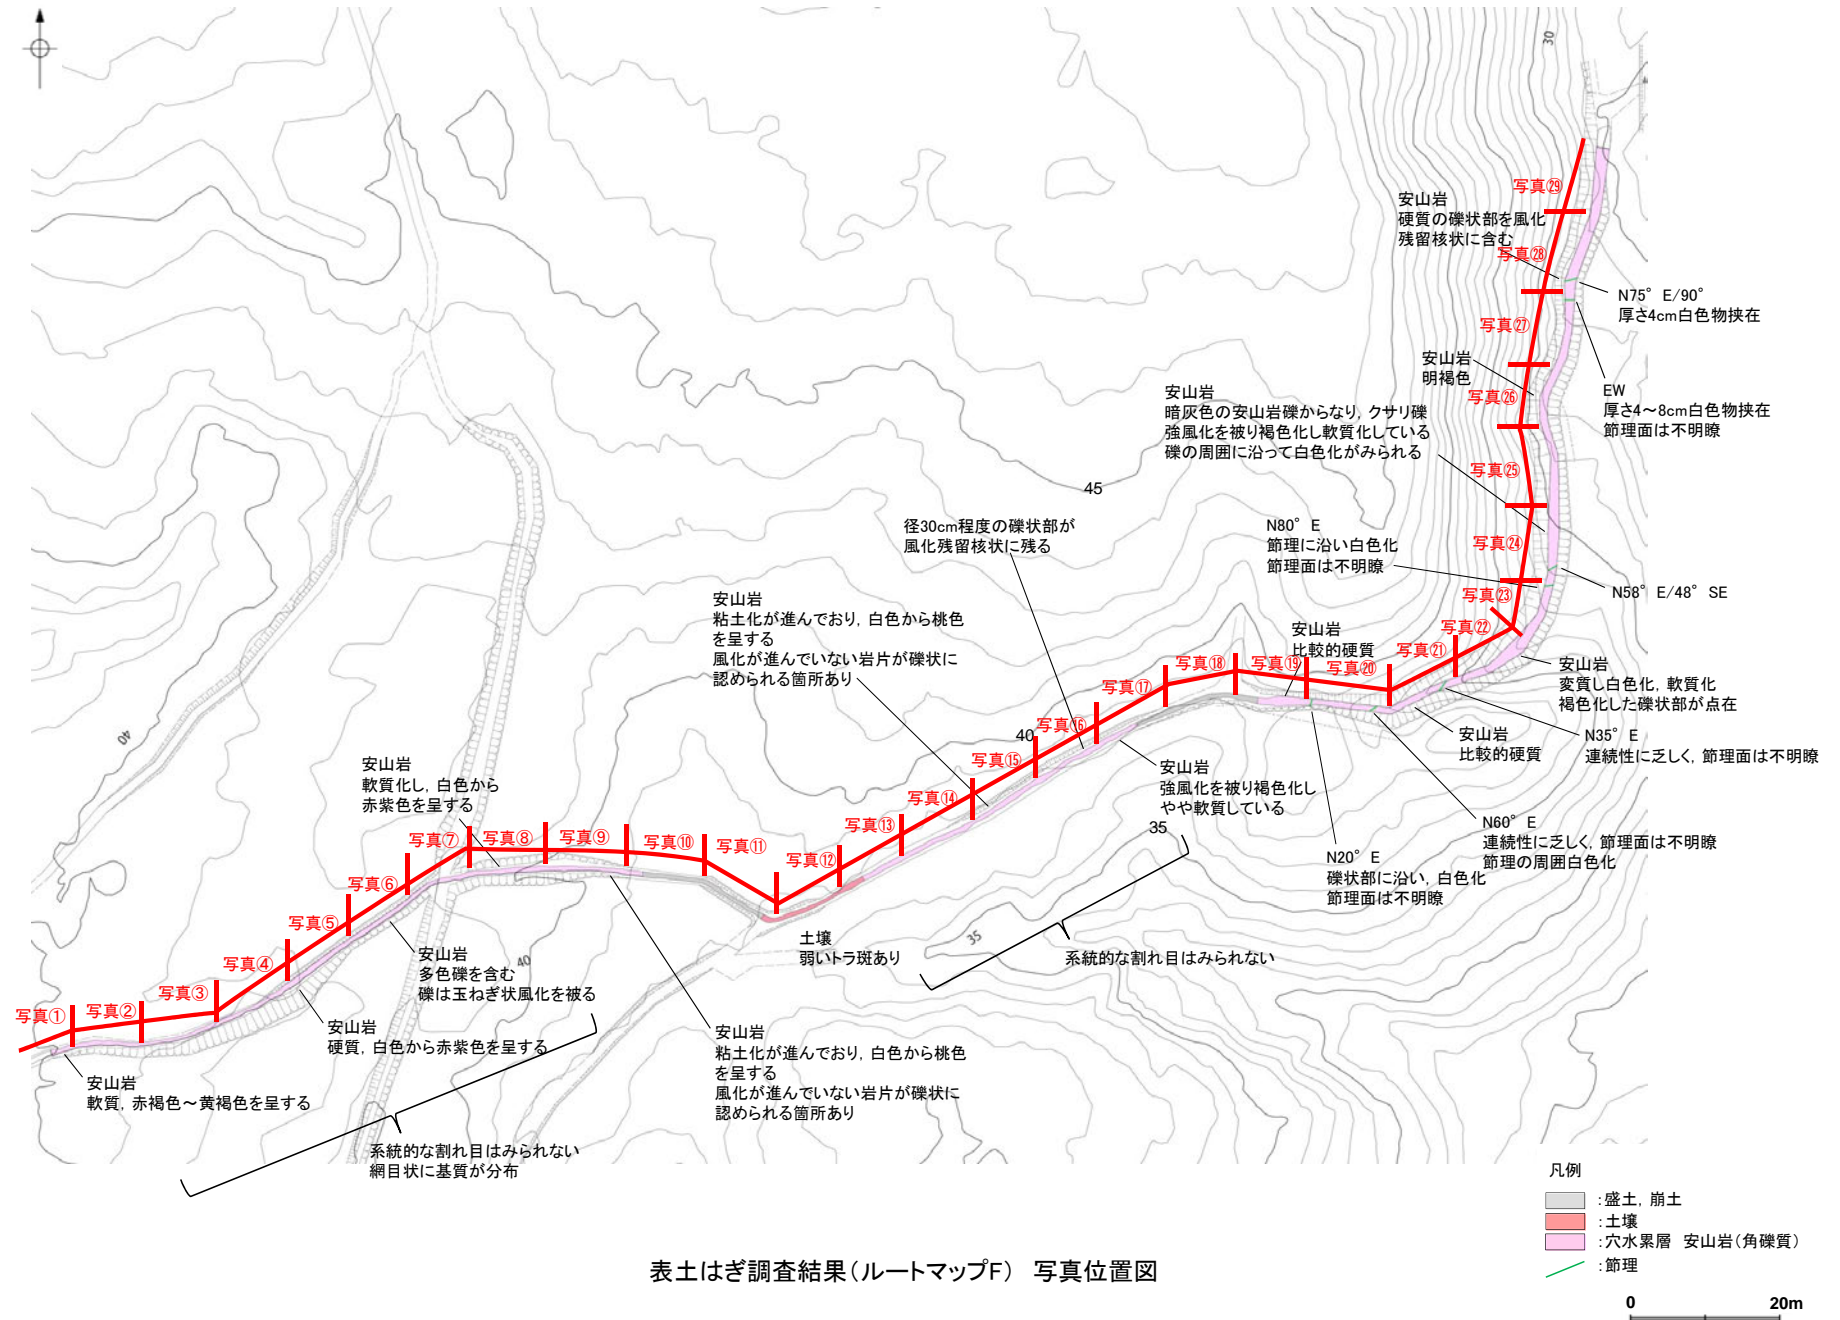 30
写真㉙
安山岩
硬質の礫状部を風化
残留核状に含む
写真㉘
N75°E/90°
厚さ4cm白色物挟在
写真㉗
安山岩
明褐色
EW
厚さ4～8cm白色物挟在
節理面は不明瞭
写真㉖
安山岩
暗灰色の安山岩礫からなり，クサリ礫
強風化を被り褐色化し軟質化している
礫の周囲に沿って白色化がみられる
写真㉕
45
径30cm程度の礫状部が
風化残留核状に残る
N80°E
節理に沿い白色化
節理面は不明瞭
写真㉔
N58°E/48°SE
写真㉓
安山岩
粘土化が進んでおり，白色から桃色
を呈する
風化が進んでいない岩片が礫状に
認められる箇所あり
安山岩
比較的硬質
写真㉒
写真㉑
写真⑳
写真⑲
写真⑱
写真⑰
安山岩
変質し白色化，軟質化
褐色化した礫状部が点在
写真⑯
40
写真⑮
安山岩
比較的硬質
N35°E
連続性に乏しく，節理面は不明瞭
安山岩
強風化を被り褐色化し
やや軟質している
40
安山岩
軟質化し，白色から
赤紫色を呈する
写真⑭
写真⑬
写真⑫
35
N60°E
連続性に乏しく，節理面は不明瞭
節理の周囲白色化
N20°E
礫状部に沿い，白色化
節理面は不明瞭
写真⑦
写真⑧
写真⑨
写真⑩
写真⑪
写真⑥
写真⑤
写真④
写真③
写真②
写真①
土壌
弱いトラ斑あり
35
系統的な割れ目はみられない
安山岩
多色礫を含む
礫は玉ねぎ状風化を被る
40
安山岩
硬質，白色から赤紫色を呈する
安山岩
粘土化が進んでおり，白色から桃色
を呈する
風化が進んでいない岩片が礫状に
認められる箇所あり
安山岩
軟質，赤褐色～黄褐色を呈する
系統的な割れ目はみられない
網目状に基質が分布
凡例
：盛土，崩土
：土壌
：穴水累層　安山岩（角礫質）
：節理
表土はぎ調査結果（ルートマップF）　写真位置図
0 20m